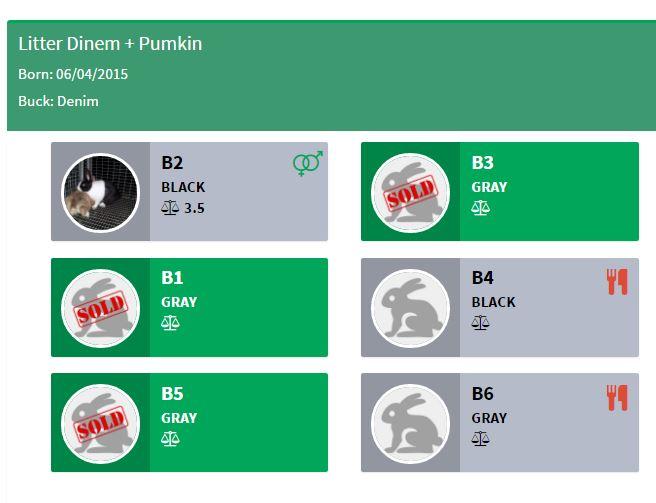 Litter Dinem + Pumkin
Born: 06/04/2015
Buck: Denim
B2
BLACK
3.5
B3
GRAY
SOLD
B1
GRAY
SOLD
B4
BLACK
B5
GRAY
SOLD
B6
GRAY